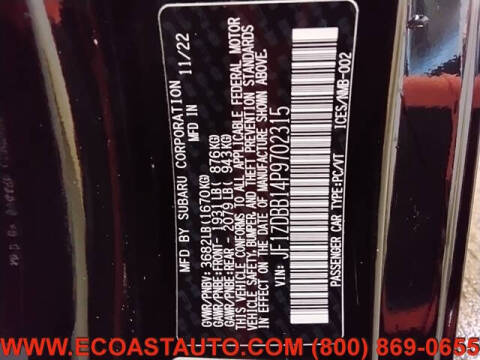 MFD BY SUBARU CORPORATION
11/22 MFD IN
GVWR/PNBV: 3682LB(1670KG)
GAWR/PNBE:FRONT- 1931LB( 876KG)
GAWR/PNBE:REAR - 2079LB( 943KG)
THIS VEHICLE CONFORMS TO ALL APPLICABLE FEDERAL MOTOR
VEHICLE SAFETY, BUMPER, AND THEFT PREVENTION STANDARDS
IN EFFECT ON THE DATE OF MANUFACTURE SHOWN ABOVE.
VIN: JF1ZDBB14P9702315
PASSENGER CAR TYPE:PC/VT ICES/NMB-002
WWW.ECOASTAUTO.COM (800) 869-0655